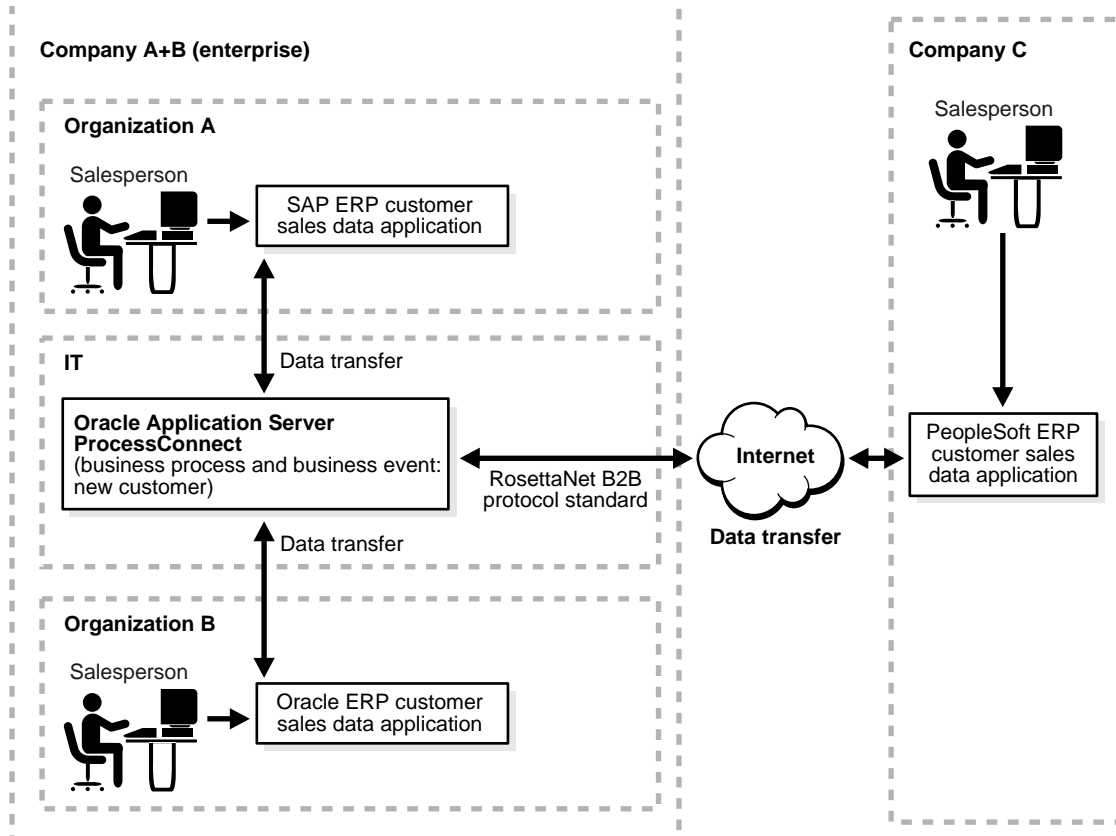 Company A+B (enterprise)
Organization A
Salesperson
SAP ERP customer
sales data application
Data transfer
IT
Oracle Application Server
ProcessConnect
(business process and business event:
new customer)
RosettaNet B2B
protocol standard
Data transfer
Organization B
Salesperson
Oracle ERP customer
sales data application
Internet
Data transfer
Company C
Salesperson
PeopleSoft ERP
customer sales
data application